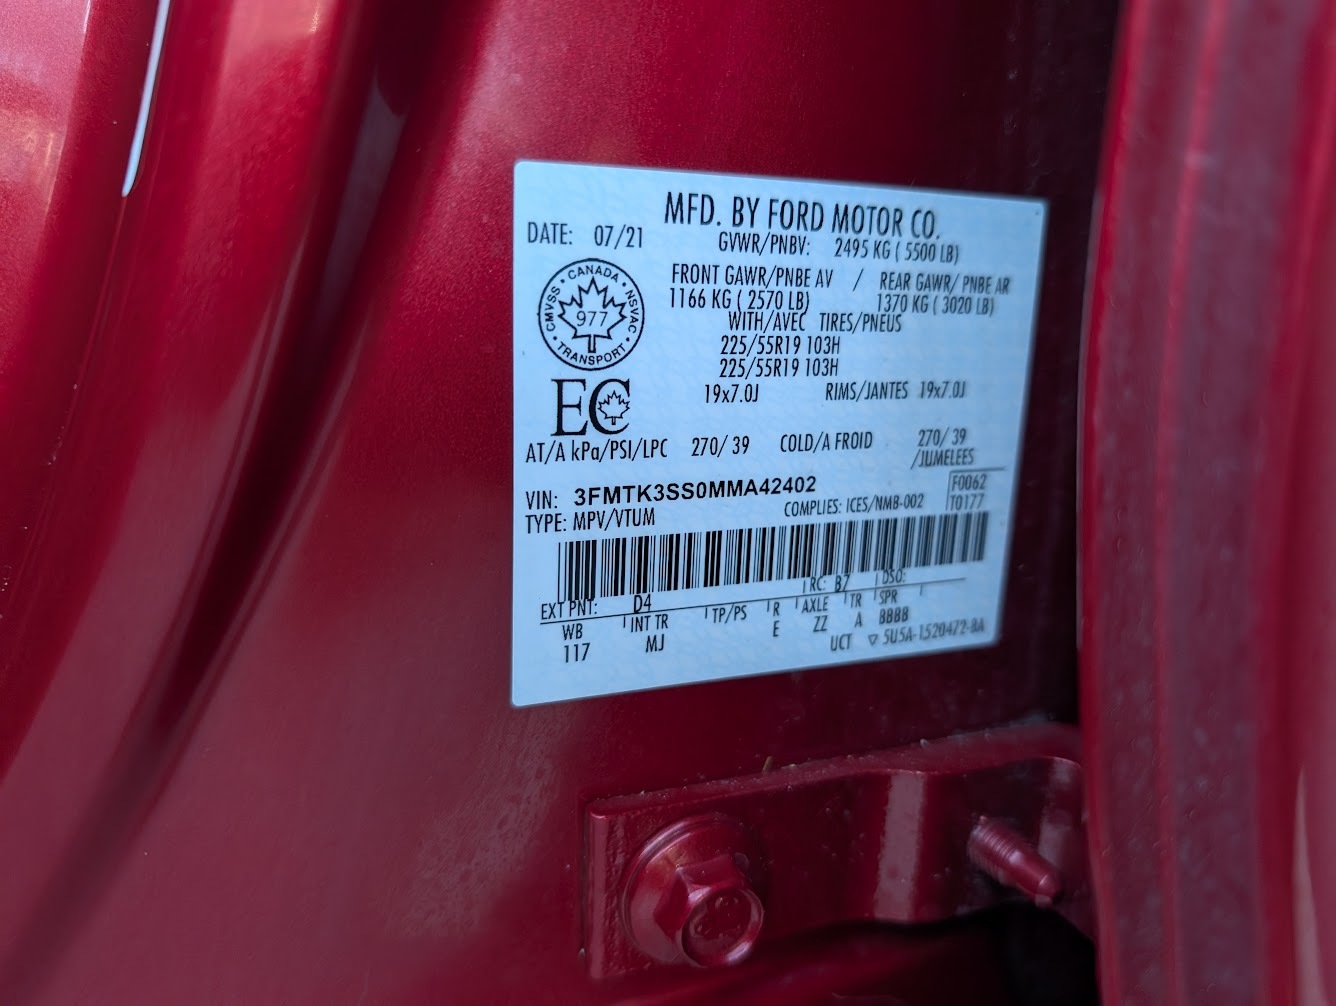 MFD. BY FORD MOTOR CO.
DATE: 07/21
GVWR/PNBV: 2495 KG ( 5500 LB)
FRONT GAWR/PNBE AV / REAR GAWR/ PNBE AR
1166 KG ( 2570 LB) 1370 KG ( 3020 LB)
WITH/AVEC TIRES/PNEUS
225/55R19 103H
225/55R19 103H
19x7.0J RIMS/JANTES 19x7.0J
CANADA
CMVSS 977 NSVAC
TRANSPORT
EC
AT/A kPa/PSI/LPC 270/ 39 COLD/A FROID 270/ 39
/JUMELEES
VIN: 3FMTK3SS0MMA42402 F0062
TYPE: MPV/VTUM COMPLIES: ICES/NMB-002 T0177
EXT PNT: D4 RC: B7 DSO:
WB INT TR TP/PS R AXLE TR SPR
117 MJ E ZZ A BBBB
UCT 5U5A-1520472-BA